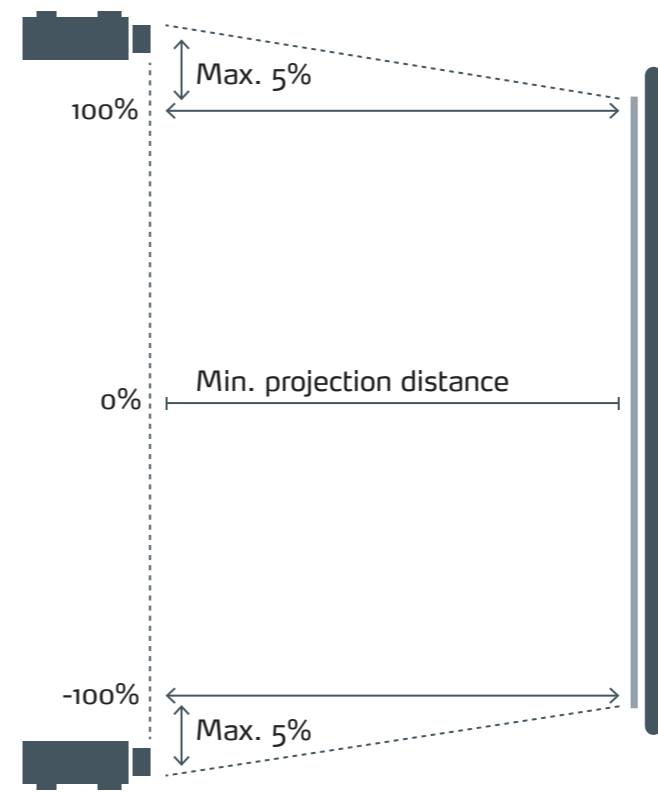 Max. 5%
100%
Min. projection distance
0%
-100%
Max. 5%